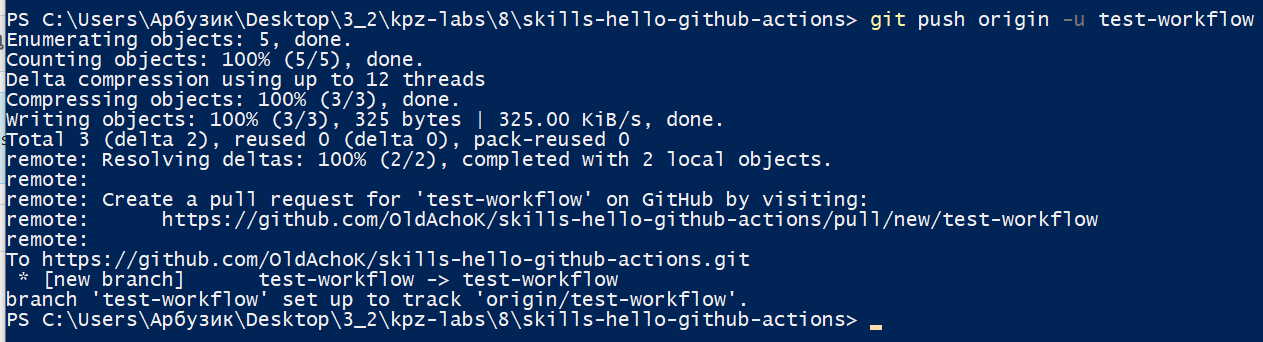 PS C:\Users\Арбузик\Desktop\3_2\kpz-labs\8\skills-hello-github-actions> git push origin -u test-workflow
Enumerating objects: 5, done.
Counting objects: 100% (5/5), done.
Delta compression using up to 12 threads
Compressing objects: 100% (3/3), done.
Writing objects: 100% (3/3), 325 bytes | 325.00 KiB/s, done.
Total 3 (delta 2), reused 0 (delta 0), pack-reused 0
remote: Resolving deltas: 100% (2/2), completed with 2 local objects.
remote:
remote: Create a pull request for 'test-workflow' on GitHub by visiting:
remote:      https://github.com/OldAchoK/skills-hello-github-actions/pull/new/test-workflow
remote:
To https://github.com/OldAchoK/skills-hello-github-actions.git
 * [new branch]      test-workflow -> test-workflow
branch 'test-workflow' set up to track 'origin/test-workflow'.
PS C:\Users\Арбузик\Desktop\3_2\kpz-labs\8\skills-hello-github-actions>